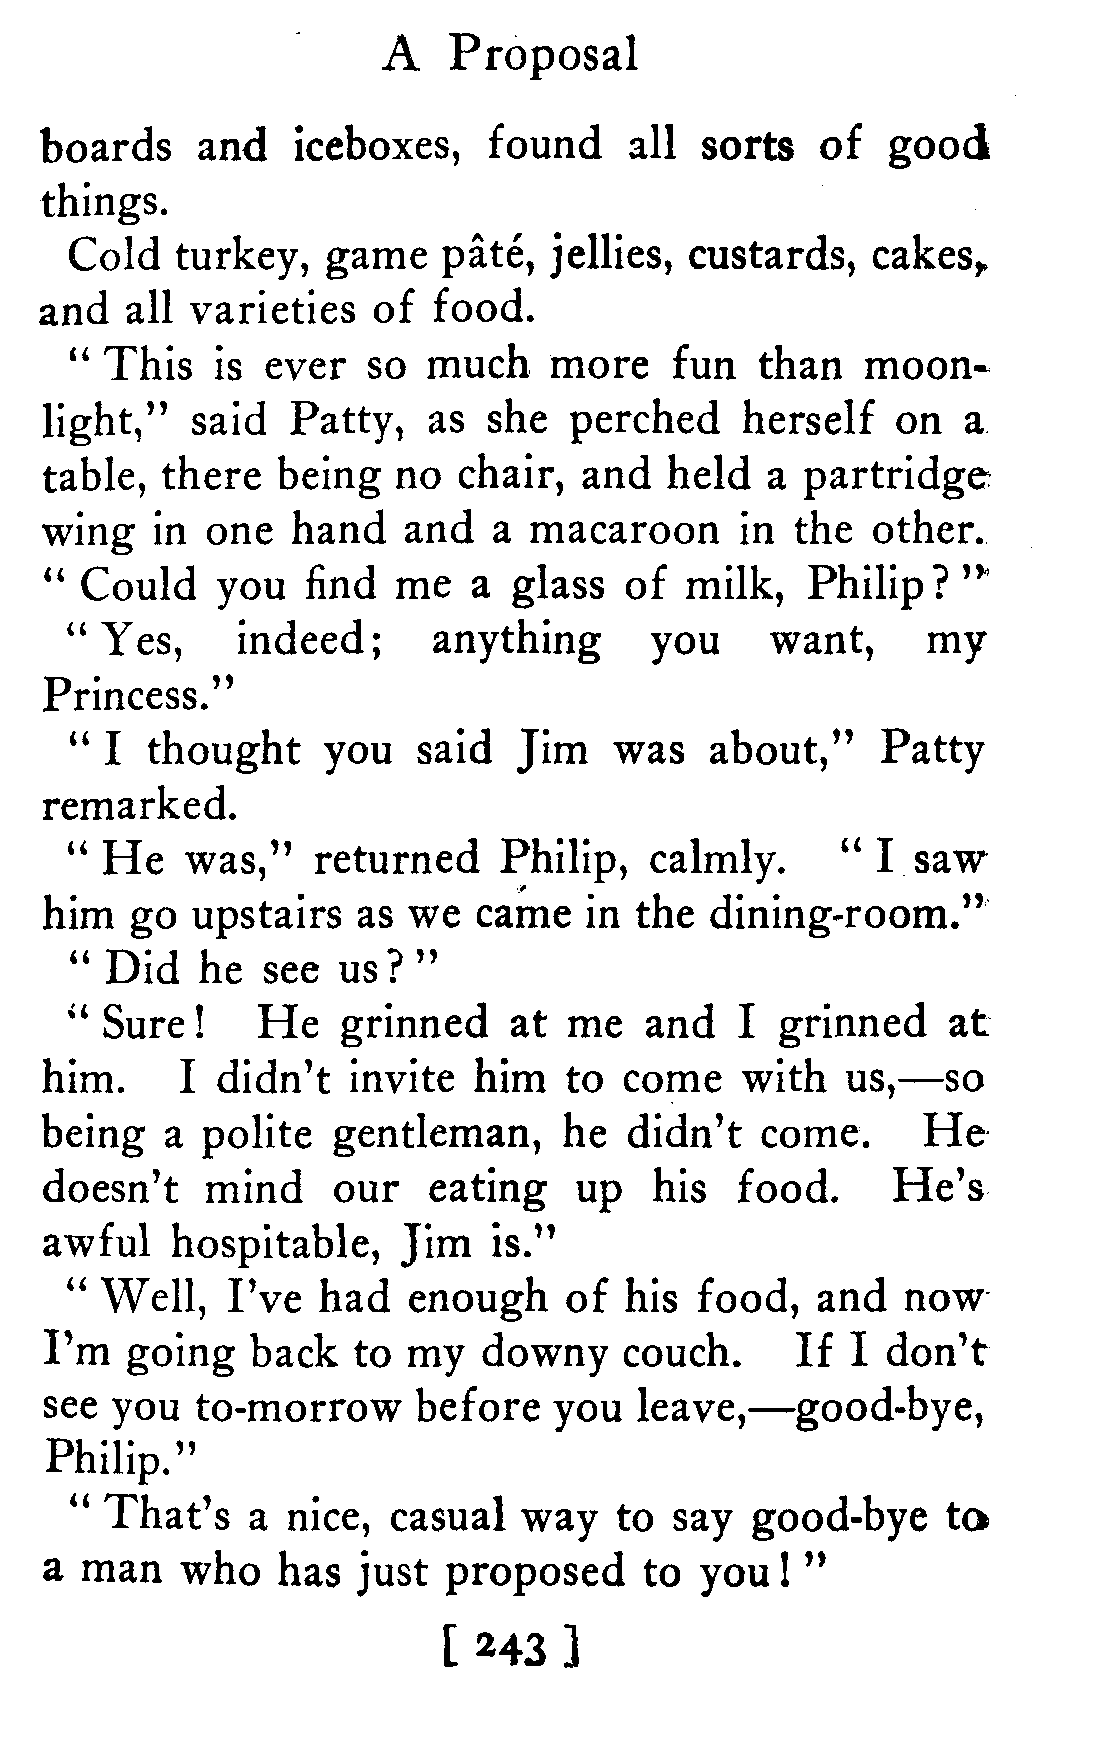 A Proposal
boards and iceboxes, found all sorts of good
things.
Cold turkey, game pâté, jellies, custards, cakes,
and all varieties of food.
" This is ever so much more fun than moon-
light," said Patty, as she perched herself on a
table, there being no chair, and held a partridge
wing in one hand and a macaroon in the other.
" Could you find me a glass of milk, Philip? "
" Yes, indeed; anything you want, my
Princess."
" I thought you said Jim was about," Patty
remarked.
" He was," returned Philip, calmly. " I saw
him go upstairs as we came in the dining-room."
" Did he see us? "
" Sure! He grinned at me and I grinned at
him. I didn't invite him to come with us,—so
being a polite gentleman, he didn't come. He
doesn't mind our eating up his food. He's
awful hospitable, Jim is."
" Well, I've had enough of his food, and now
I'm going back to my downy couch. If I don't
see you to-morrow before you leave,—good-bye,
Philip."
" That's a nice, casual way to say good-bye to
a man who has just proposed to you! "
[ 243 ]